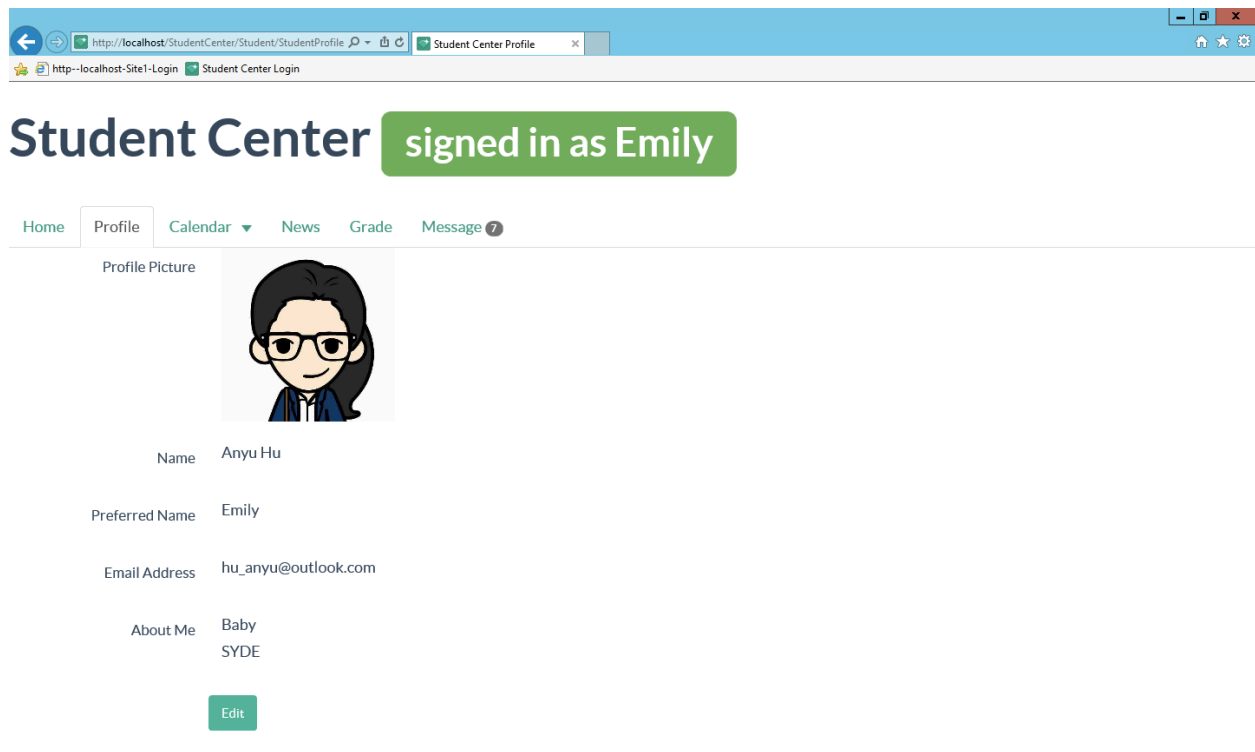 http://localhost/StudentCenter/Student/StudentProfile
Student Center Profile
http--localhost-Site1-Login
Student Center Login
Student Center signed in as Emily
Home Profile Calendar News Grade Message 7
Profile Picture
Name Anyu Hu
Preferred Name Emily
Email Address hu_anyu@outlook.com
About Me Baby
SYDE
Edit